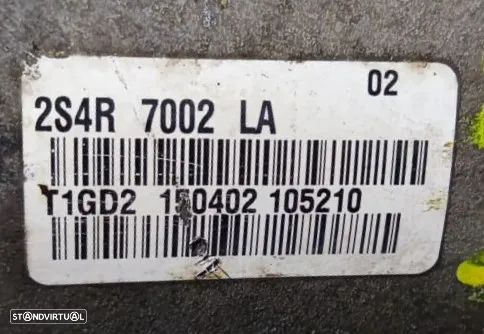 02
2S4R 7002 LA
T1GD2 150402 105210
STANDVIRTUAL